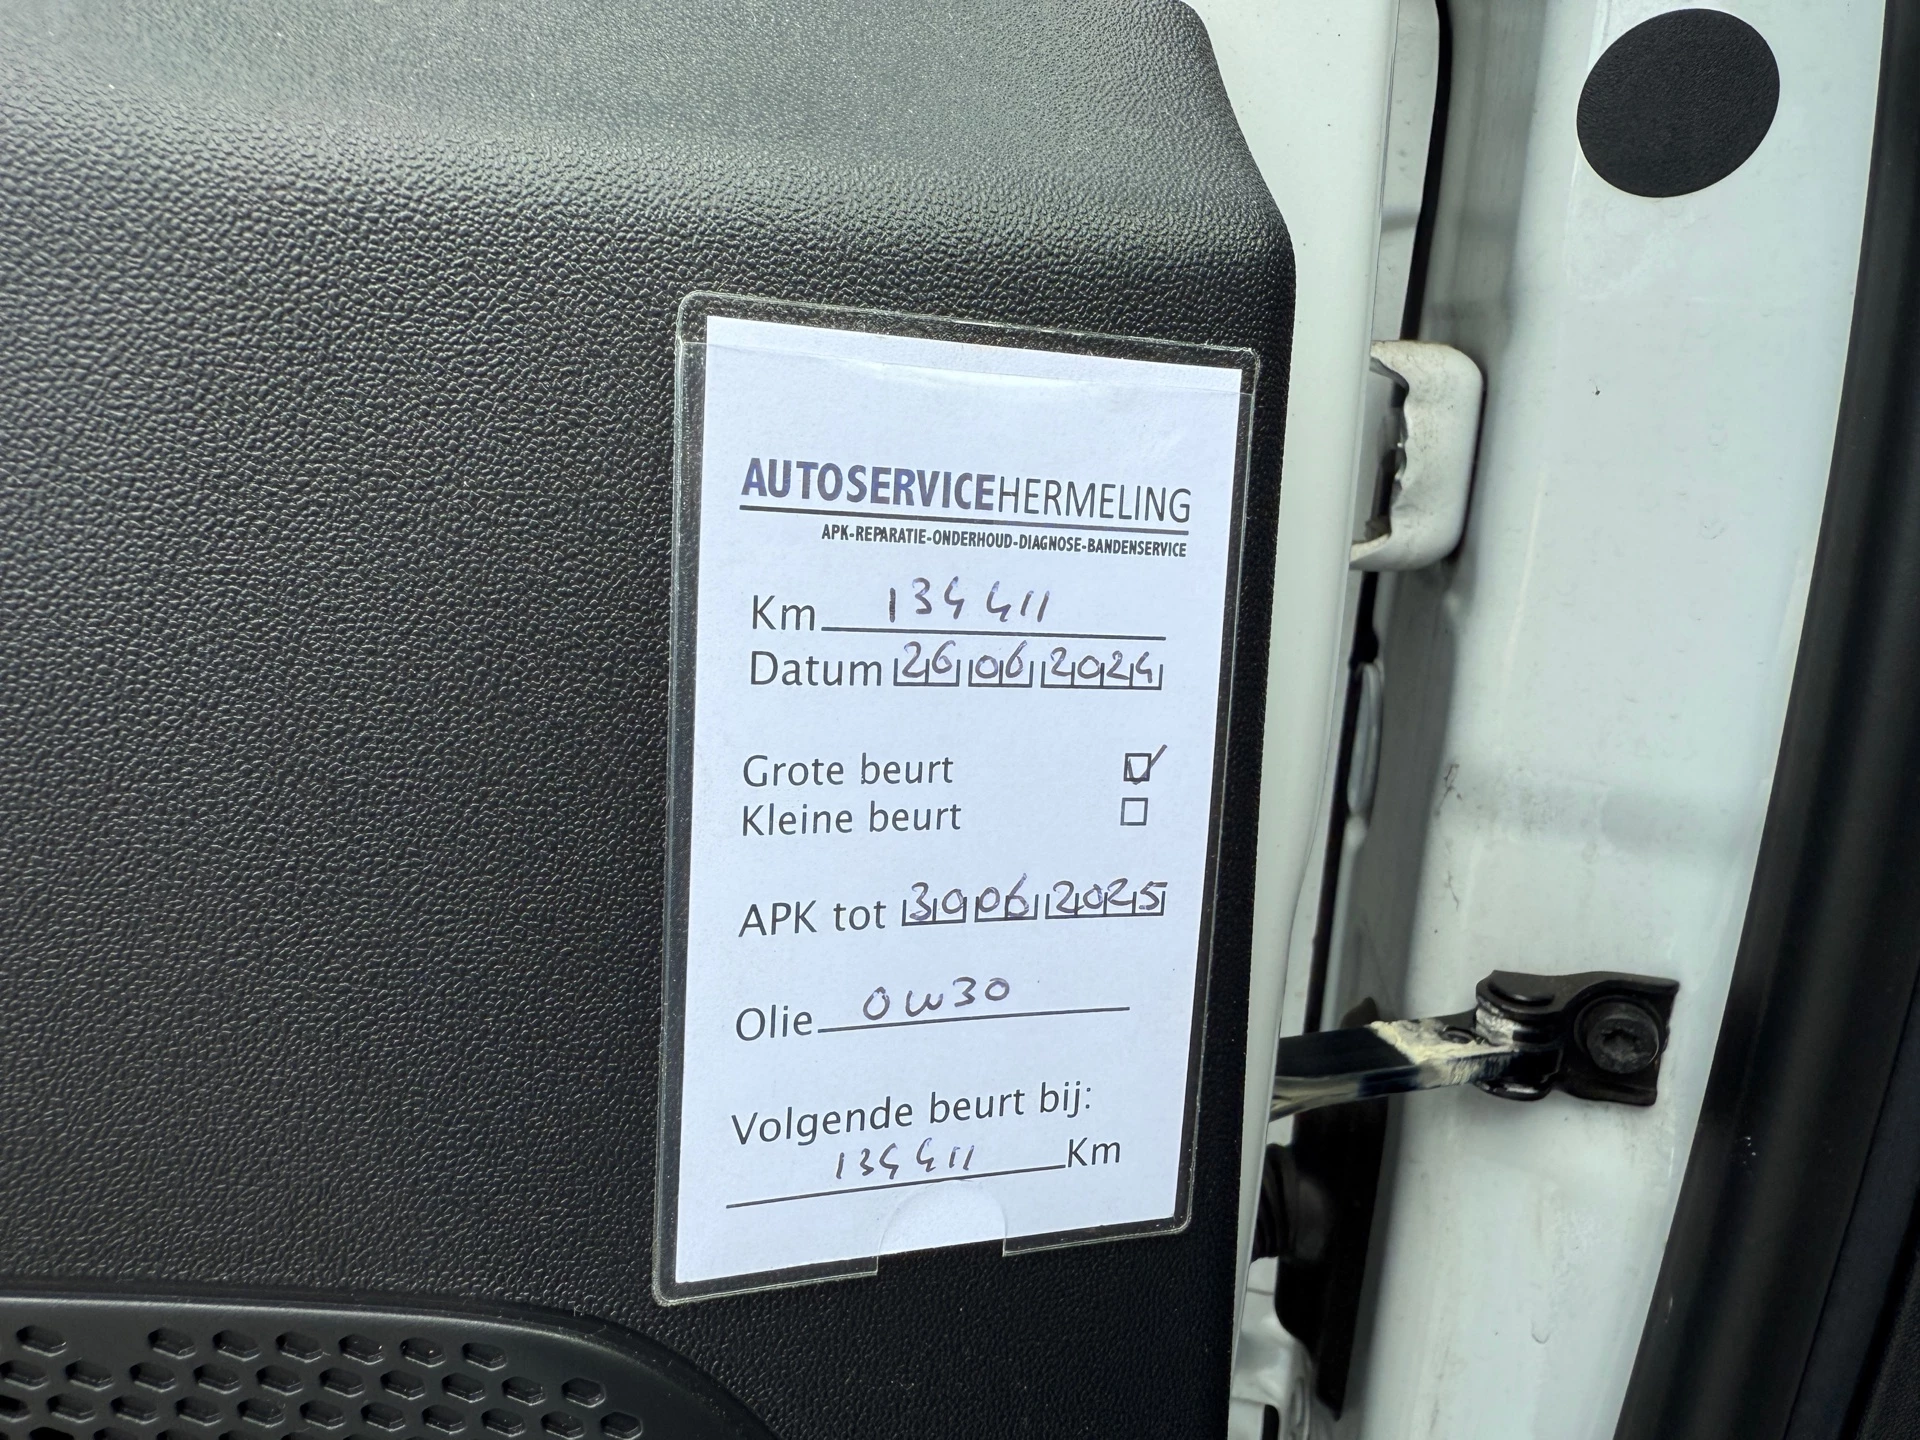 AUTOSERVICEHERMELING
APK-REPARATIE-ONDERHOUD-DIAGNOSE-BANDENSERVICE
Km 134411
Datum 26 06 2024
Grote beurt ☑
Kleine beurt ☐
APK tot 30 06 2025
Olie 0W30
Volgende beurt bij:
134411 Km